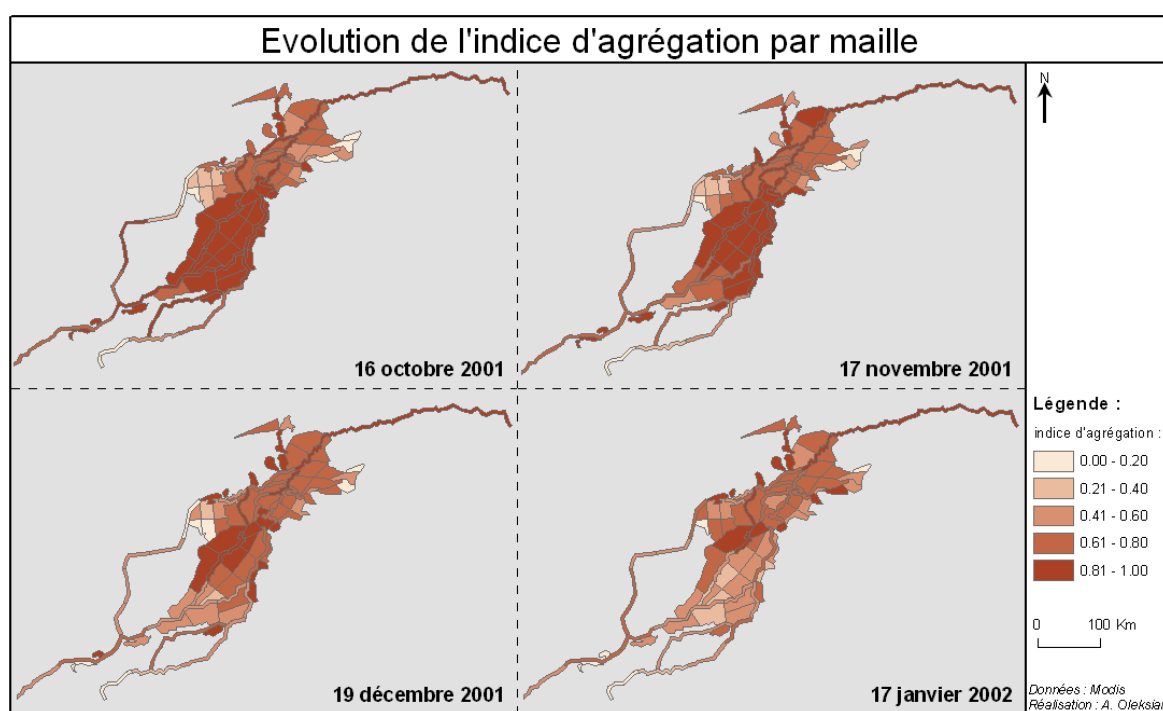 Evolution de l'indice d'agrégation par maille
N
16 octobre 2001
17 novembre 2001
19 décembre 2001
17 janvier 2002
Légende :
indice d'agrégation :
0.00 - 0.20
0.21 - 0.40
0.41 - 0.60
0.61 - 0.80
0.81 - 1.00
0 100 Km
Données : Modis
Réalisation : A. Oleksiak